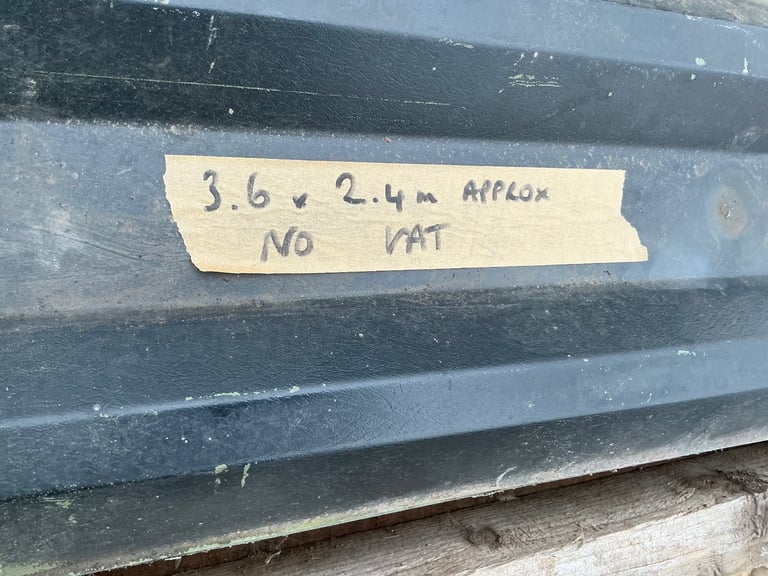 3.6 x 2.4m APPROX
NO VAT